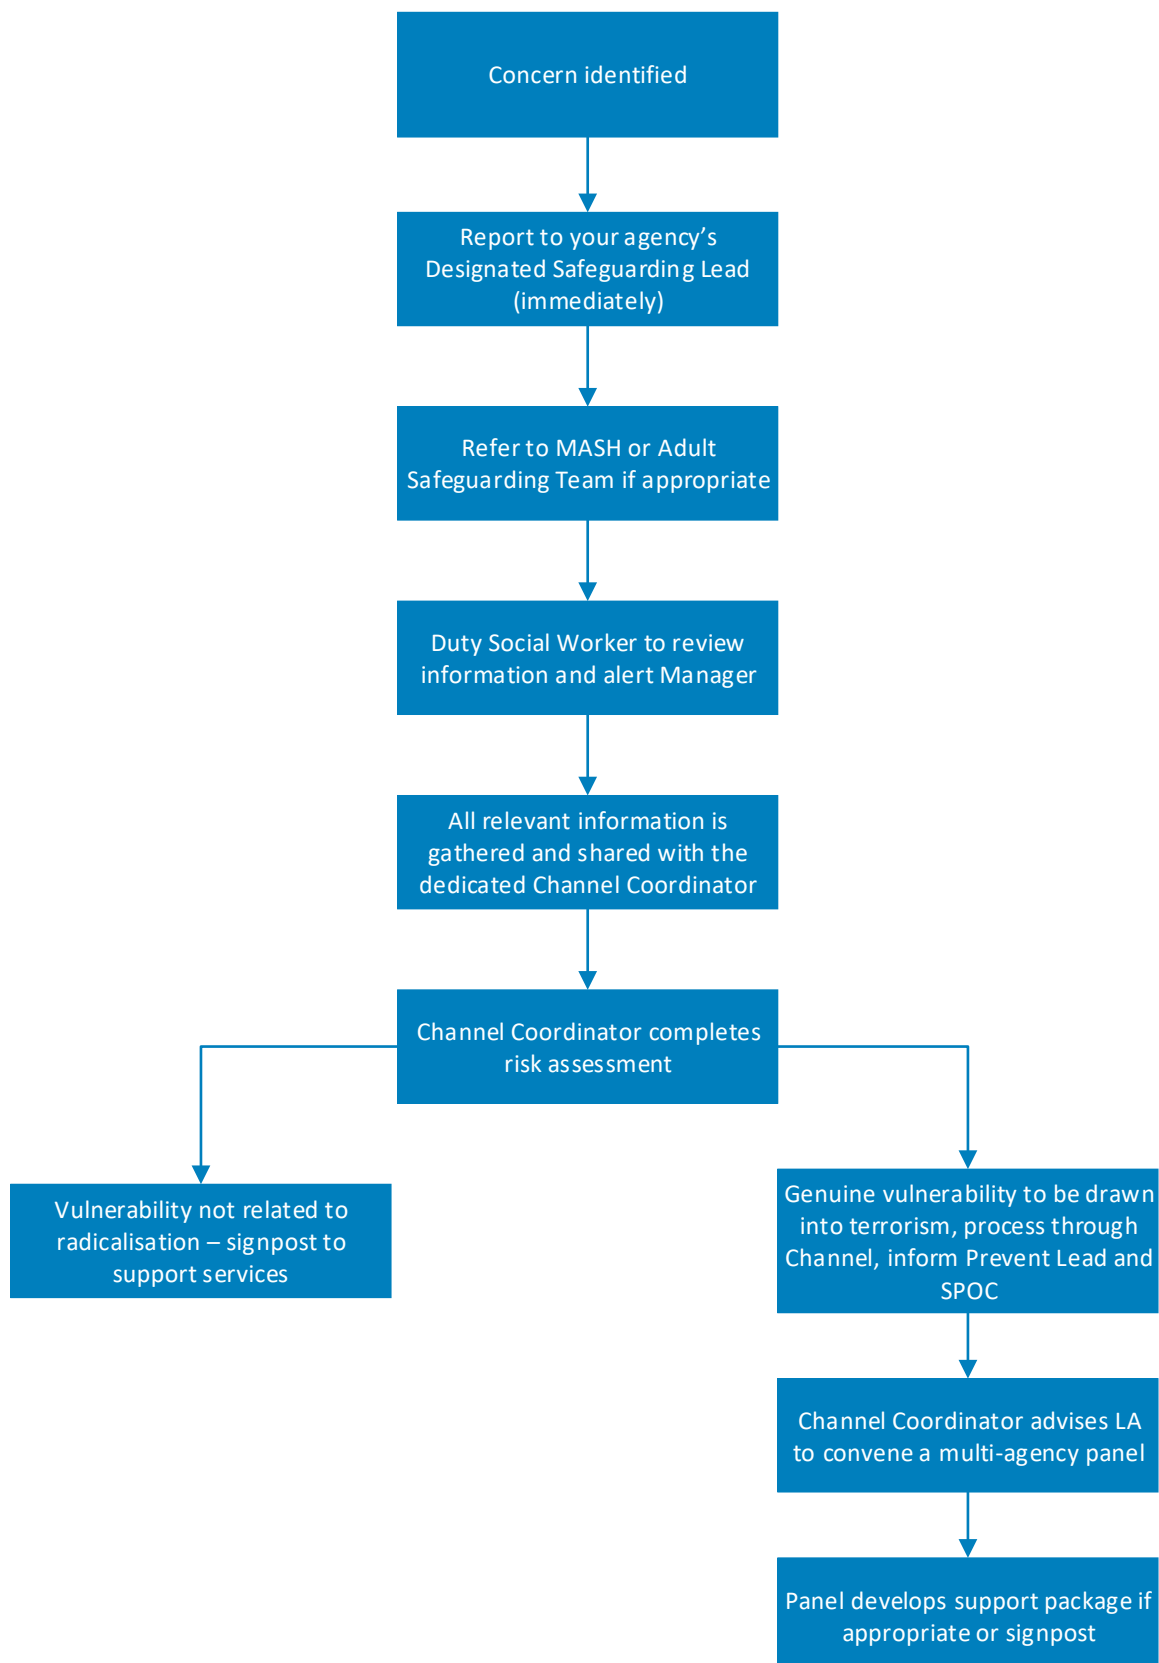 Concern identified
Report to your agency’s
Designated Safeguarding Lead
(immediately)
Refer to MASH or Adult
Safeguarding Team if appropriate
Duty Social Worker to review
information and alert Manager
All relevant information is
gathered and shared with the
dedicated Channel Coordinator
Channel Coordinator completes
risk assessment
Vulnerability not related to
radicalisation – signpost to
support services
Genuine vulnerability to be drawn
into terrorism, process through
Channel, inform Prevent Lead and
SPOC
Channel Coordinator advises LA
to convene a multi-agency panel
Panel develops support package if
appropriate or signpost